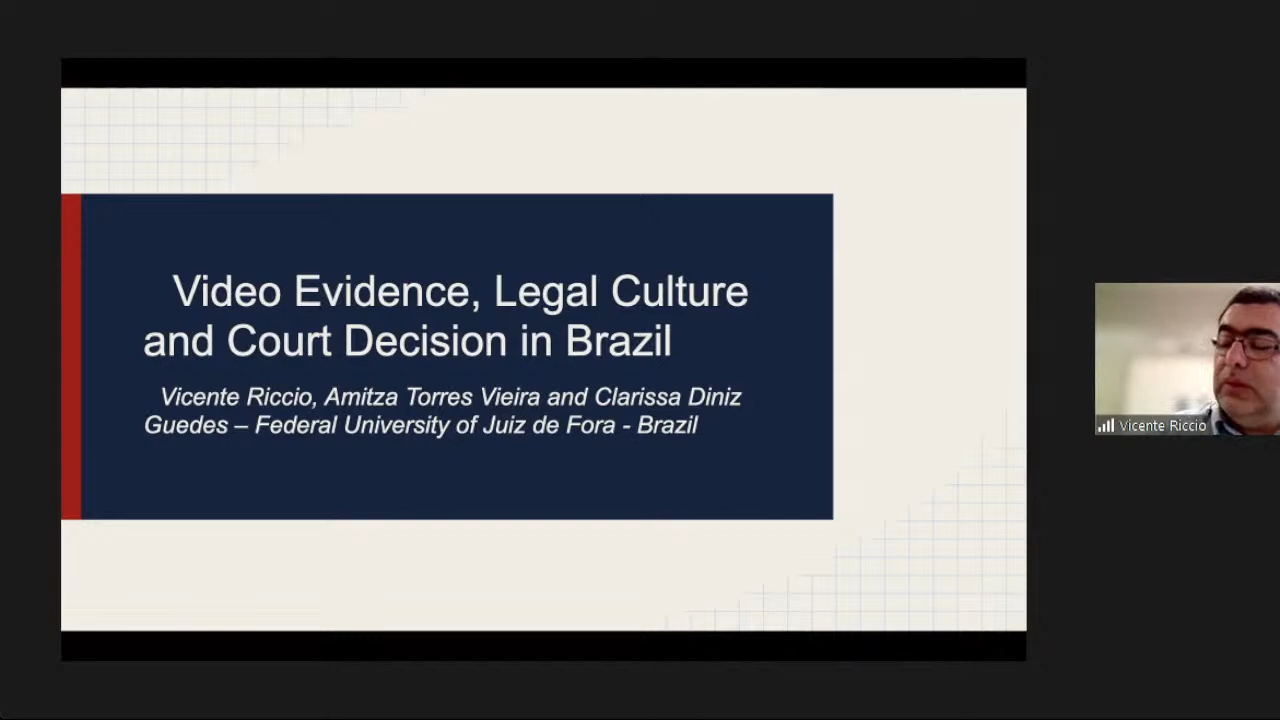 Video Evidence, Legal Culture
and Court Decision in Brazil
Vicente Riccio, Amitza Torres Vieira and Clarissa Diniz
Guedes – Federal University of Juiz de Fora - Brazil
Vicente Riccio